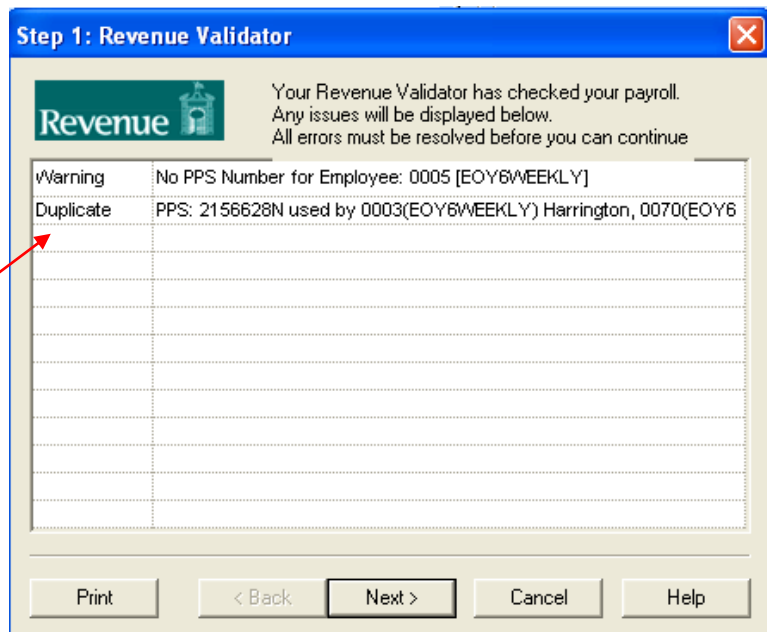 Step 1: Revenue Validator
Revenue
Your Revenue Validator has checked your payroll.
Any issues will be displayed below.
All errors must be resolved before you can continue
Warning No PPS Number for Employee: 0005 [EOY6WEEKLY]
Duplicate PPS: 2156628N used by 0003(EOY6WEEKLY) Harrington, 0070(EOY6
Print < Back Next > Cancel Help